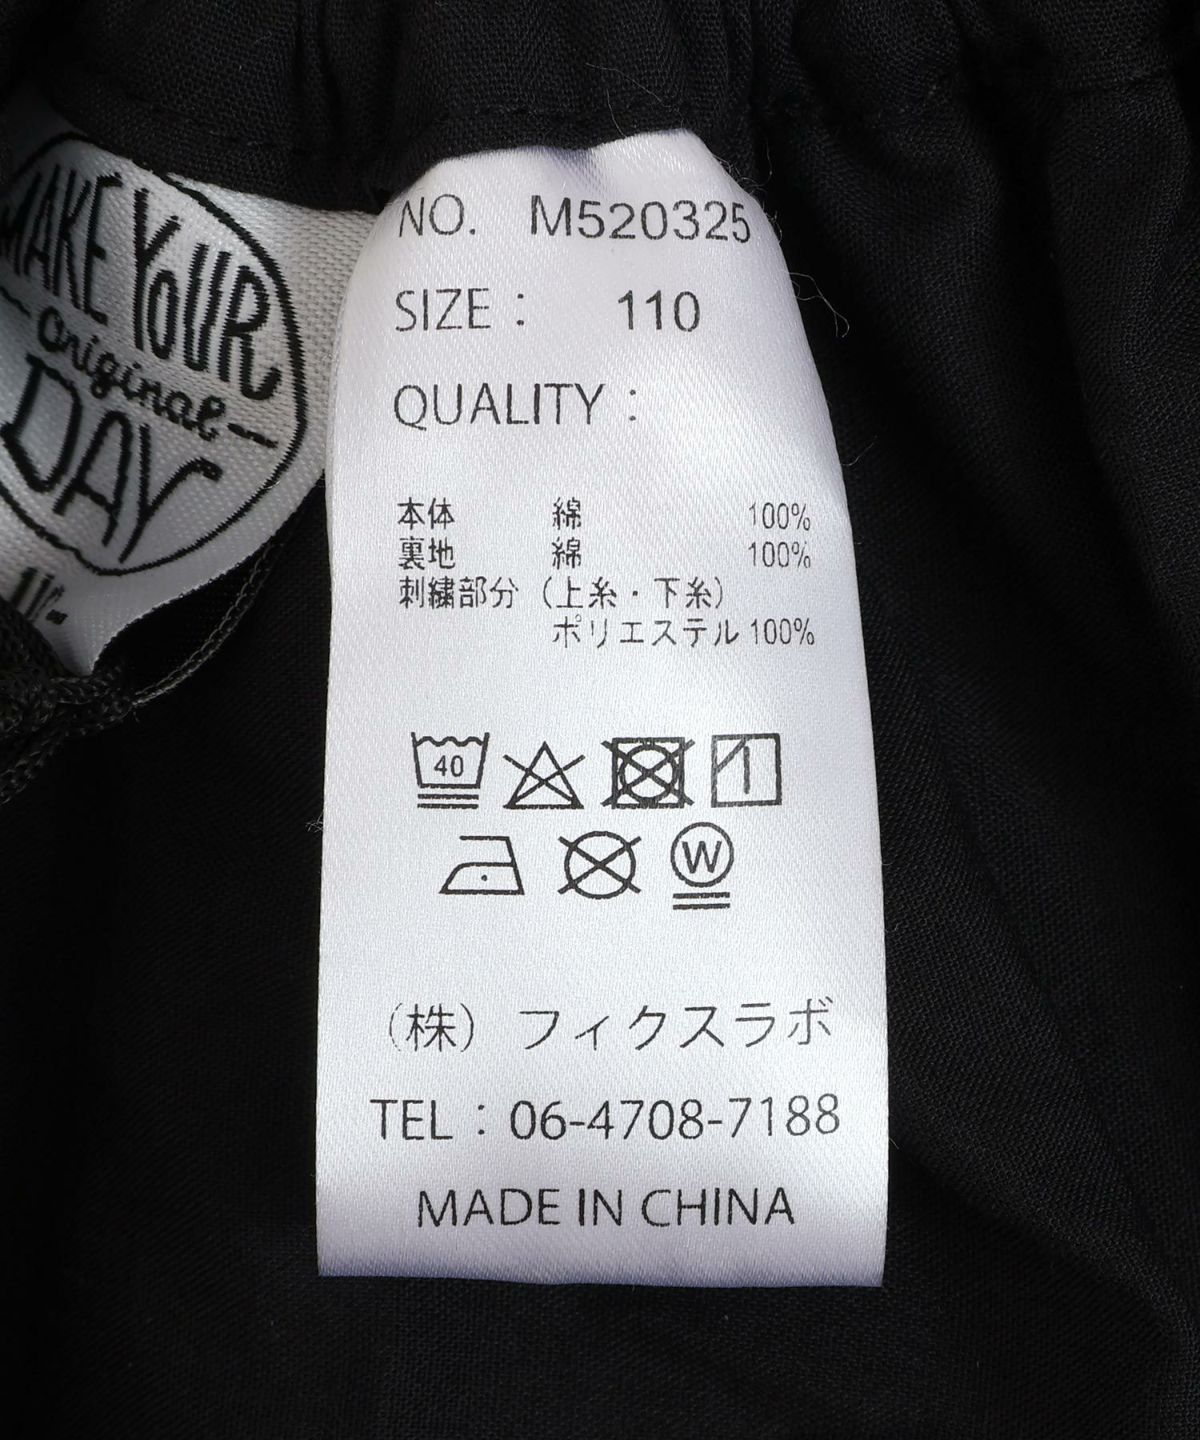 MAKE YOUR
original
DAY
NO. M520325
SIZE : 110
QUALITY :
本体 綿 100%
裏地 綿 100%
刺繍部分 (上糸・下糸)
ポリエステル 100%
40
W
(株) フィクスラボ
TEL : 06-4708-7188
MADE IN CHINA